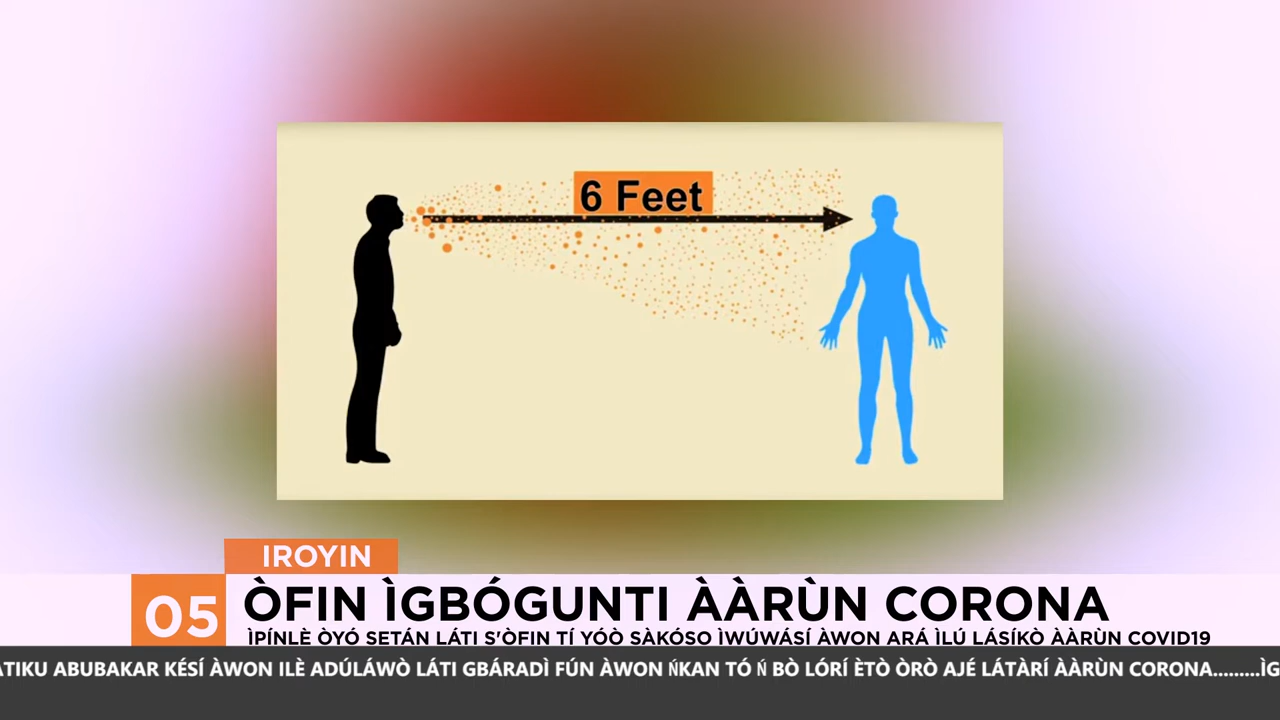 6 Feet
IROYIN
05
ÒFIN ÌGBÓGUNTI ÀÀRÙN CORONA
ÌPÍNLÈ ÒYÓ SETÁN LÁTI S'ÒFIN TÍ YÓÒ SÀKÓSO ÌWÚWÁSÍ ÀWON ARÁ ÌLÚ LÁSÍKÒ ÀÀRÙN COVID19
ATIKU ABUBAKAR KÉSÍ ÀWON ILÈ ADÚLÁWÒ LÁTI GBÁRADÌ FÚN ÀWON ŃKAN TÓ Ń BÒ LÓRÍ ÈTÒ ÒRÒ AJÉ LÁTÀRÍ ÀÀRÙN CORONA.........ÌG